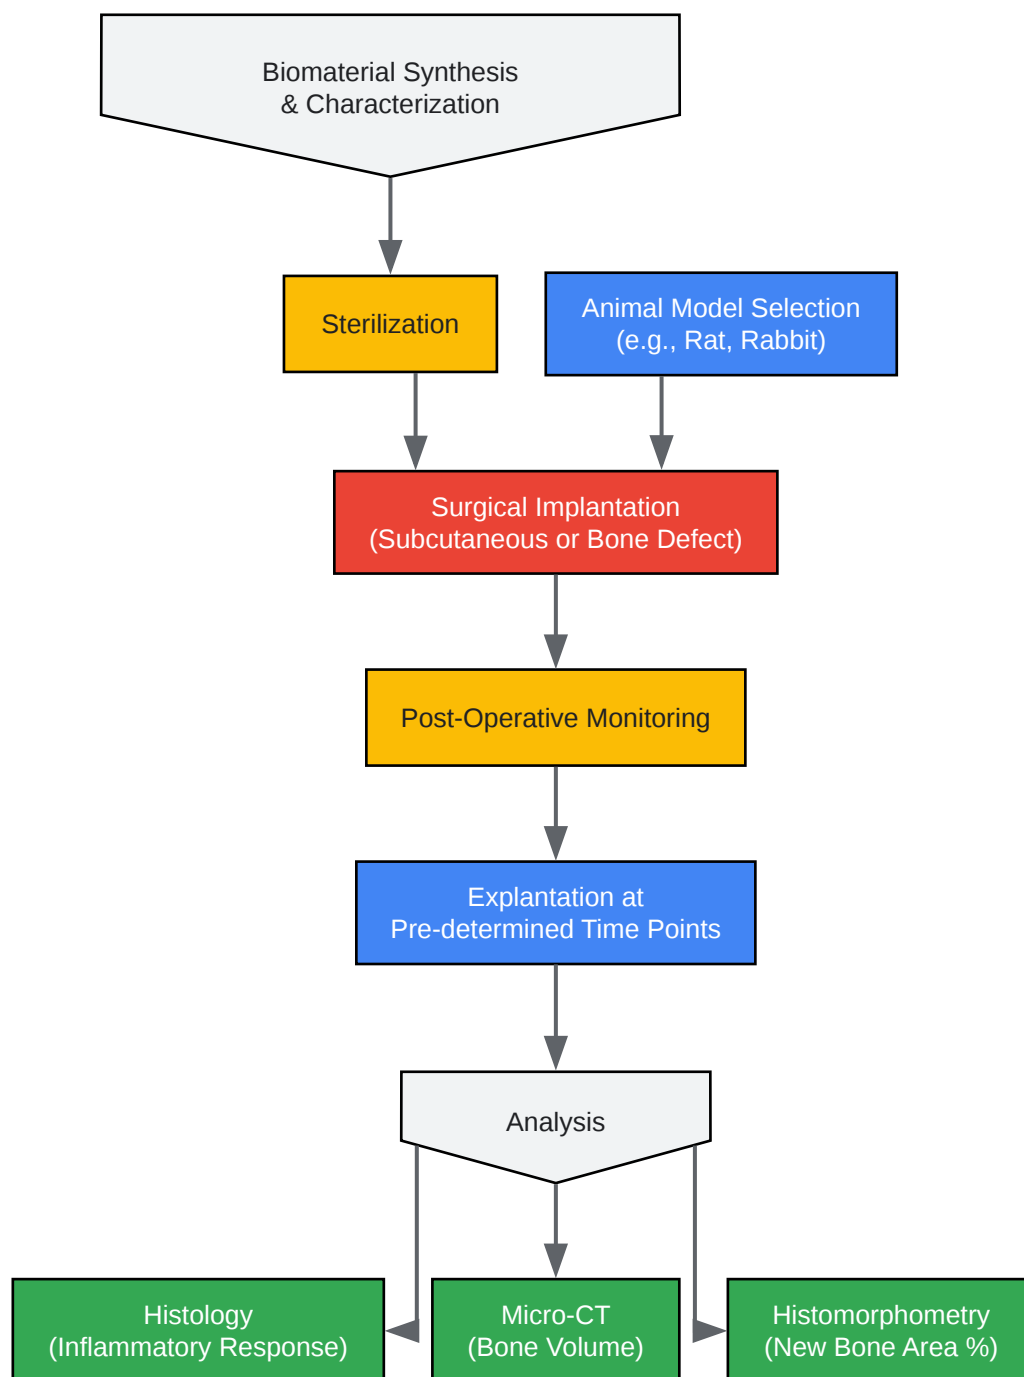 Biomaterial Synthesis
& Characterization
Sterilization
Animal Model Selection
(e.g., Rat, Rabbit)
Surgical Implantation
(Subcutaneous or Bone Defect)
Post-Operative Monitoring
Explantation at
Pre-determined Time Points
Analysis
Histology
(Inflammatory Response)
Micro-CT
(Bone Volume)
Histomorphometry
(New Bone Area %)